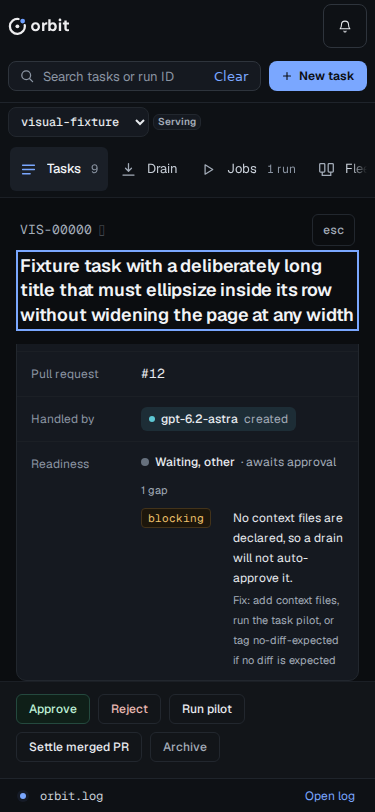 orbit
Search tasks or run ID
Clear
+ New task
visual-fixture
Serving
Tasks 9
Drain
Jobs 1 run
Fle
VIS-00000
esc
Fixture task with a deliberately long
title that must ellipsize inside its row
without widening the page at any width
Pull request
#12
Handled by
gpt-6.2-astra created
Readiness
Waiting, other · awaits approval
1 gap
blocking
No context files are
declared, so a drain
will not auto-
approve it.
Fix: add context files,
run the task pilot, or
tag no-diff-expected
if no diff is expected
Approve
Reject
Run pilot
Settle merged PR
Archive
orbit.log
Open log